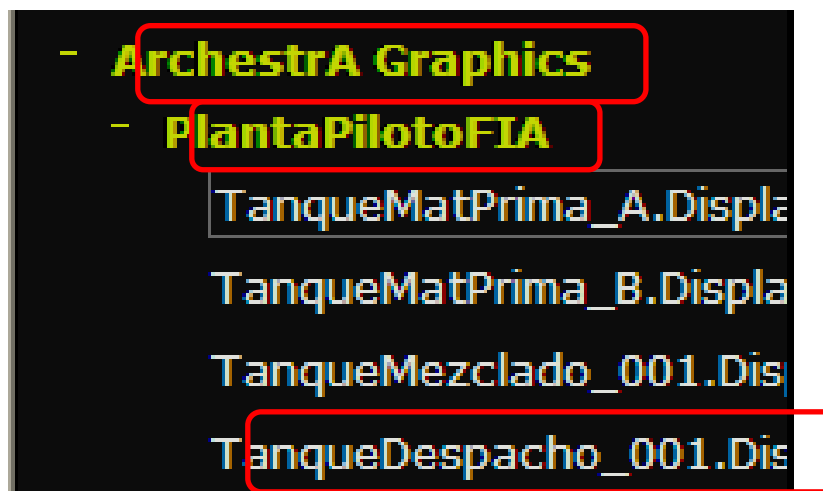 - ArchestrA Graphics
- PlantaPilotoFIA
TanqueMatPrima_A.Displa
TanqueMatPrima_B.Displa
TanqueMezclado_001.Dis
TanqueDespacho_001.Dis